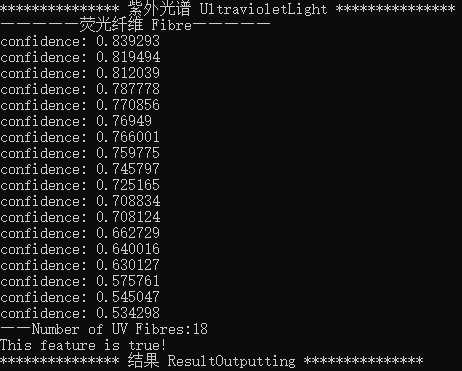 *************** 紫外光谱 UltravioletLight ***************
—————荧光纤维 Fibre—————
confidence: 0.839293
confidence: 0.819494
confidence: 0.812039
confidence: 0.787778
confidence: 0.770856
confidence: 0.76949
confidence: 0.766001
confidence: 0.759775
confidence: 0.745797
confidence: 0.725165
confidence: 0.708834
confidence: 0.708124
confidence: 0.662729
confidence: 0.640016
confidence: 0.630127
confidence: 0.575761
confidence: 0.545047
confidence: 0.534298
——Number of UV Fibres:18
This feature is true!
*************** 结果 ResultOutputting ***************